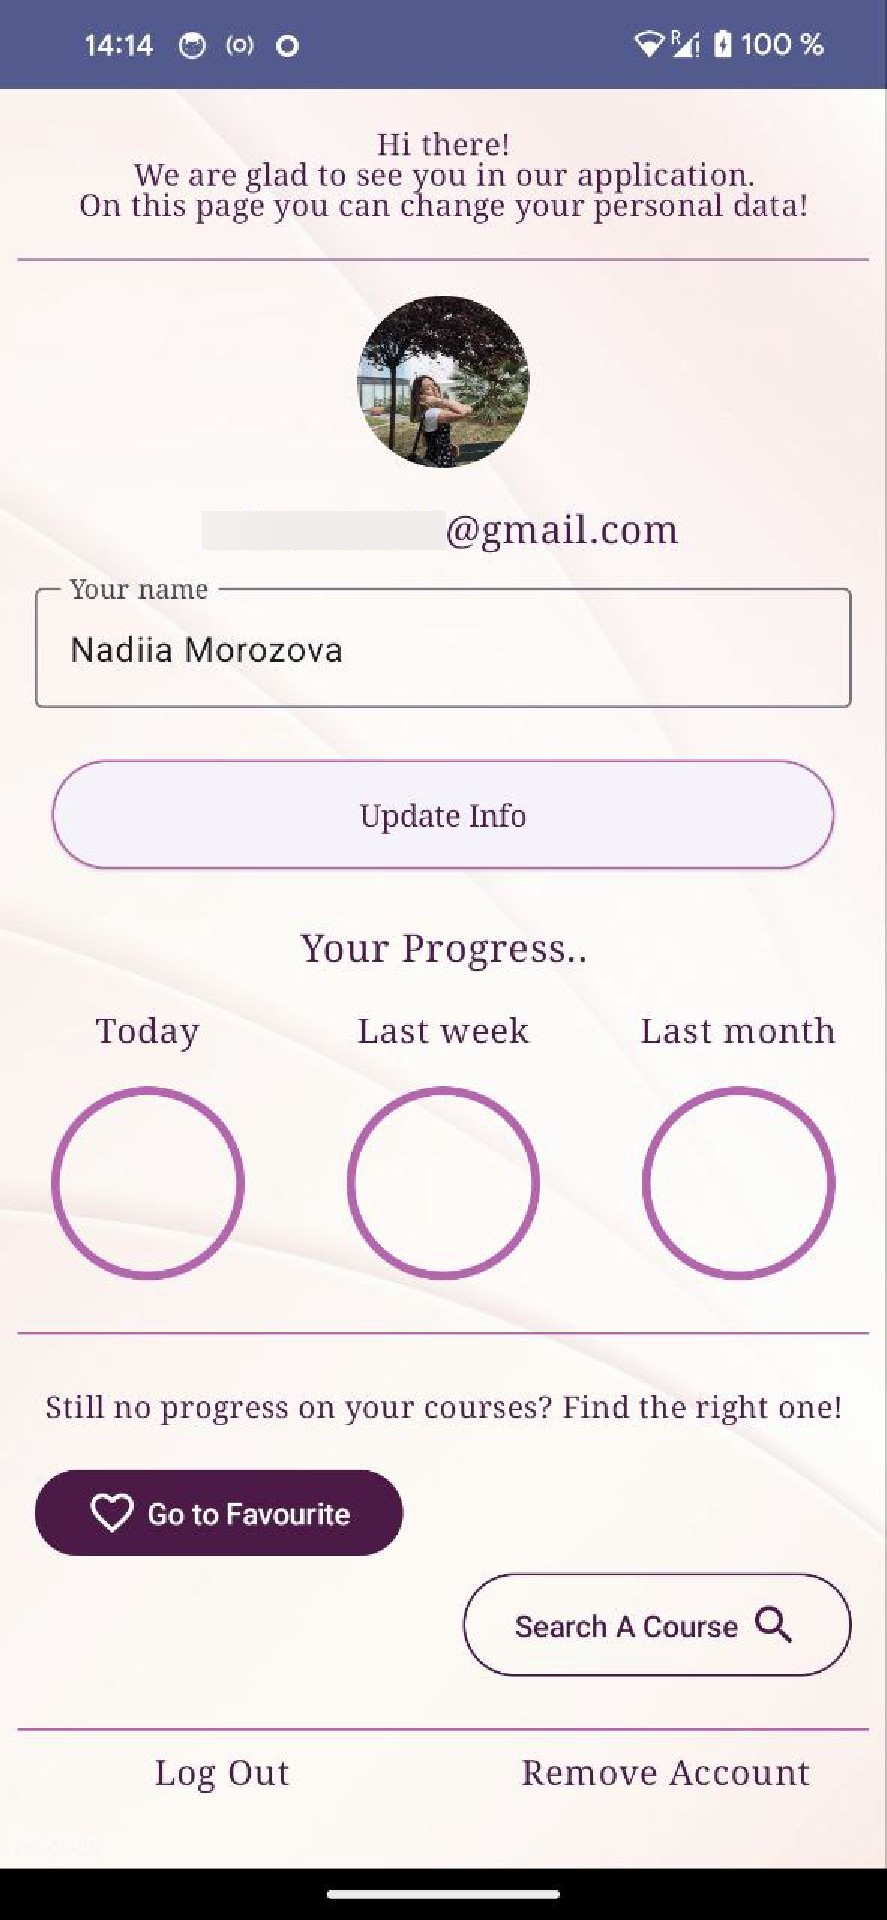 14:14
R
100 %
Hi there!
We are glad to see you in our application.
On this page you can change your personal data!
@gmail.com
Your name
Nadiia Morozova
Update Info
Your Progress..
Today Last week Last month
Still no progress on your courses? Find the right one!
Go to Favourite
Search A Course
Log Out Remove Account